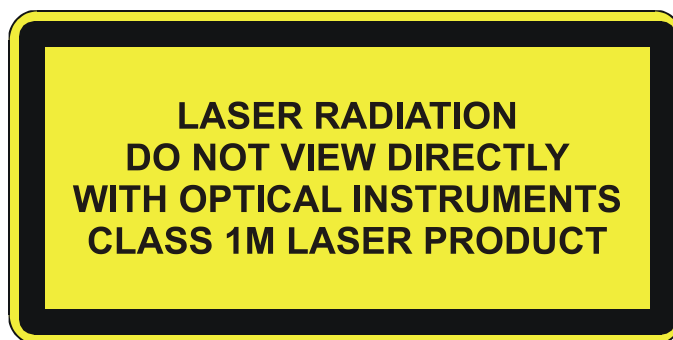 LASER RADIATION
DO NOT VIEW DIRECTLY
WITH OPTICAL INSTRUMENTS
CLASS 1M LASER PRODUCT